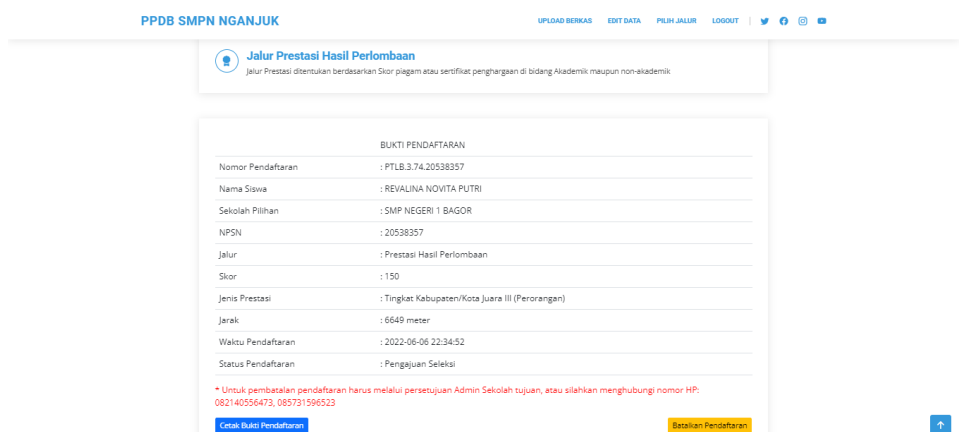 PPDB SMPN NGANJUK
UPLOAD BERKAS EDIT DATA PILIH JALUR LOGOUT
Jalur Prestasi Hasil Perlombaan
Jalur Prestasi ditentukan berdasarkan Skor piagam atau sertifikat penghargaan di bidang Akademik maupun non-akademik
BUKTI PENDAFTARAN
Nomor Pendaftaran : PTLB.3.74.20538357
Nama Siswa : REVALINA NOVITA PUTRI
Sekolah Pilihan : SMP NEGERI 1 BAGOR
NPSN : 20538357
Jalur : Prestasi Hasil Perlombaan
Skor : 150
Jenis Prestasi : Tingkat Kabupaten/Kota Juara III (Perorangan)
Jarak : 6649 meter
Waktu Pendaftaran : 2022-06-06 22:34:52
Status Pendaftaran : Pengajuan Seleksi
* Untuk pembatalan pendaftaran harus melalui persetujuan Admin Sekolah tujuan, atau silahkan menghubungi nomor HP:
082140556473, 085731596523
Cetak Bukti Pendaftaran Batalkan Pendaftaran